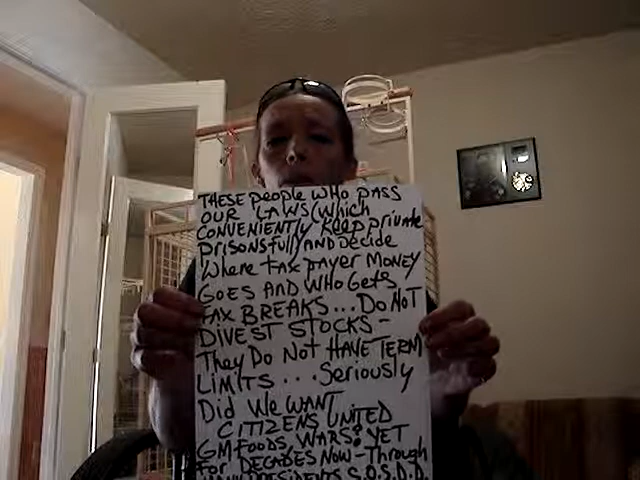 THESE people WHO PASS
OUR LAWS (WHICH
CONVENIENTLY KEEP private
prisons full) AND Decide
Where tax payer MONEY
GOES AND WHO Gets
TAX BREAKS... DO NOT
DIVEST STOCKS -
They DO NOT HAVE TERM
LIMITS... Seriously
Did We WANT
CITIZENS UNITED
GM FOODS, WARS? YET
For DECADES NOW - Through
MANY PRESIDENTS S.O.S.D.D.